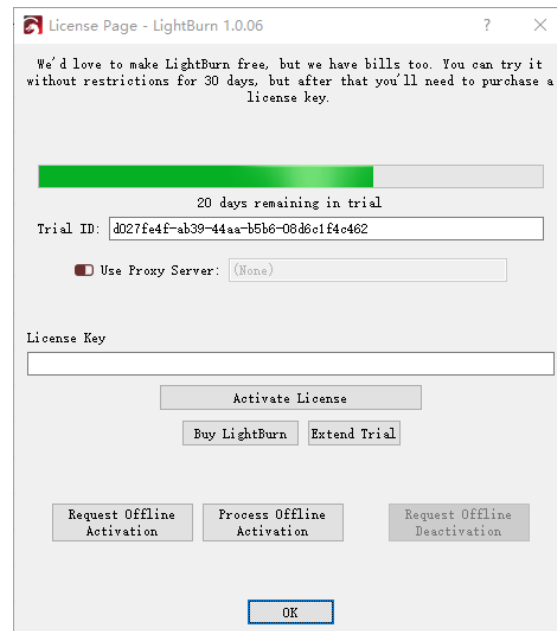 License Page - LightBurn 1.0.06
?
We'd love to make LightBurn free, but we have bills too. You can try it
without restrictions for 30 days, but after that you'll need to purchase a
license key.
20 days remaining in trial
Trial ID: d027fe4f-ab39-44aa-b5b6-08d6c1f4c462
Use Proxy Server: (None)
License Key
Activate License
Buy LightBurn Extend Trial
Request Offline Process Offline Request Offline
Activation Activation Deactivation
OK